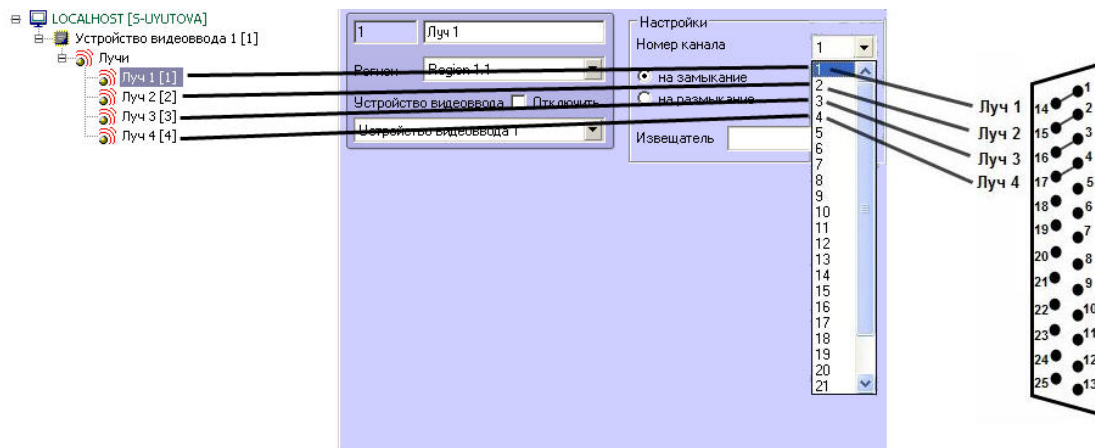 LOCALHOST [S-UYUTOVA]
Устройство видеоввода 1 [1]
Лучи
Луч 1 [1]
Луч 2 [2]
Луч 3 [3]
Луч 4 [4]
1
Луч 1
Регион
Region 1.1
Устройство видеоввода
Отключить
Устройство видеоввода 1
Настройки
Номер канала
1
на замыкание
на размыкание
Извещатель
1
2
3
4
5
6
7
8
9
10
11
12
13
14
15
16
17
18
19
20
21
Луч 1
Луч 2
Луч 3
Луч 4
1
14
2
15
3
16
4
17
5
18
6
19
7
20
8
21
9
22
10
23
11
24
12
25
13